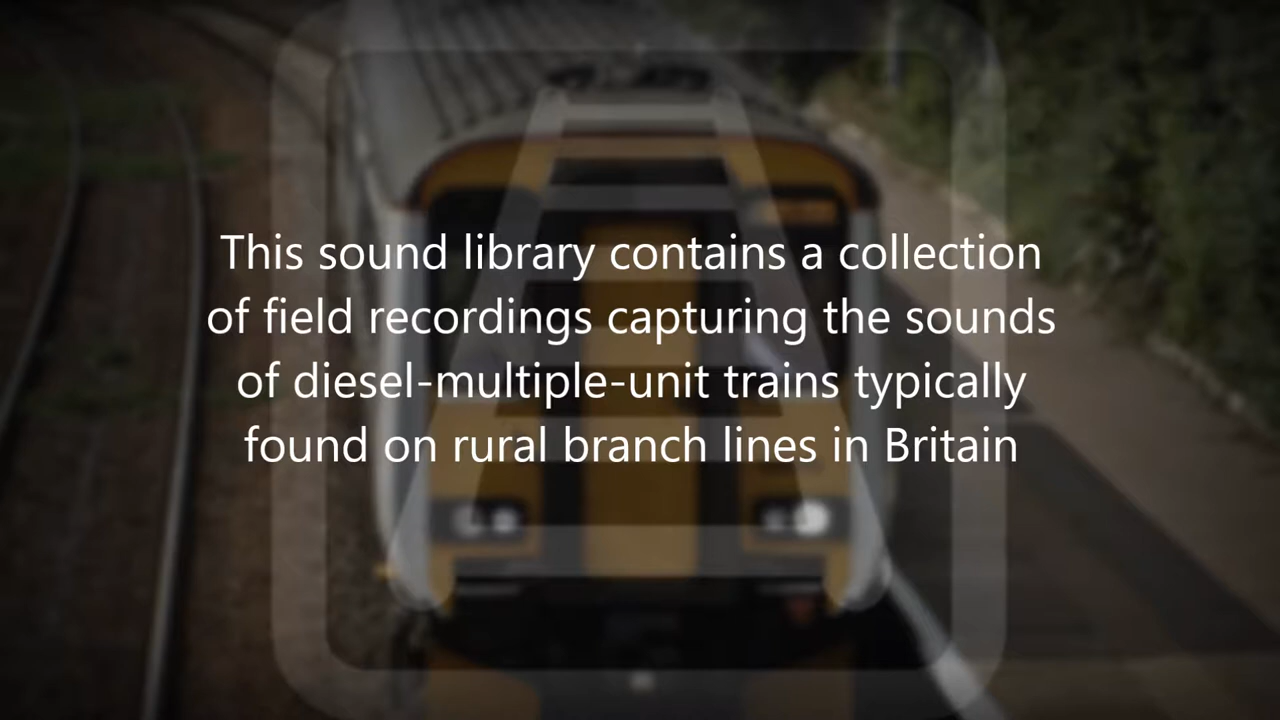 This sound library contains a collection
of field recordings capturing the sounds
of diesel-multiple-unit trains typically
found on rural branch lines in Britain